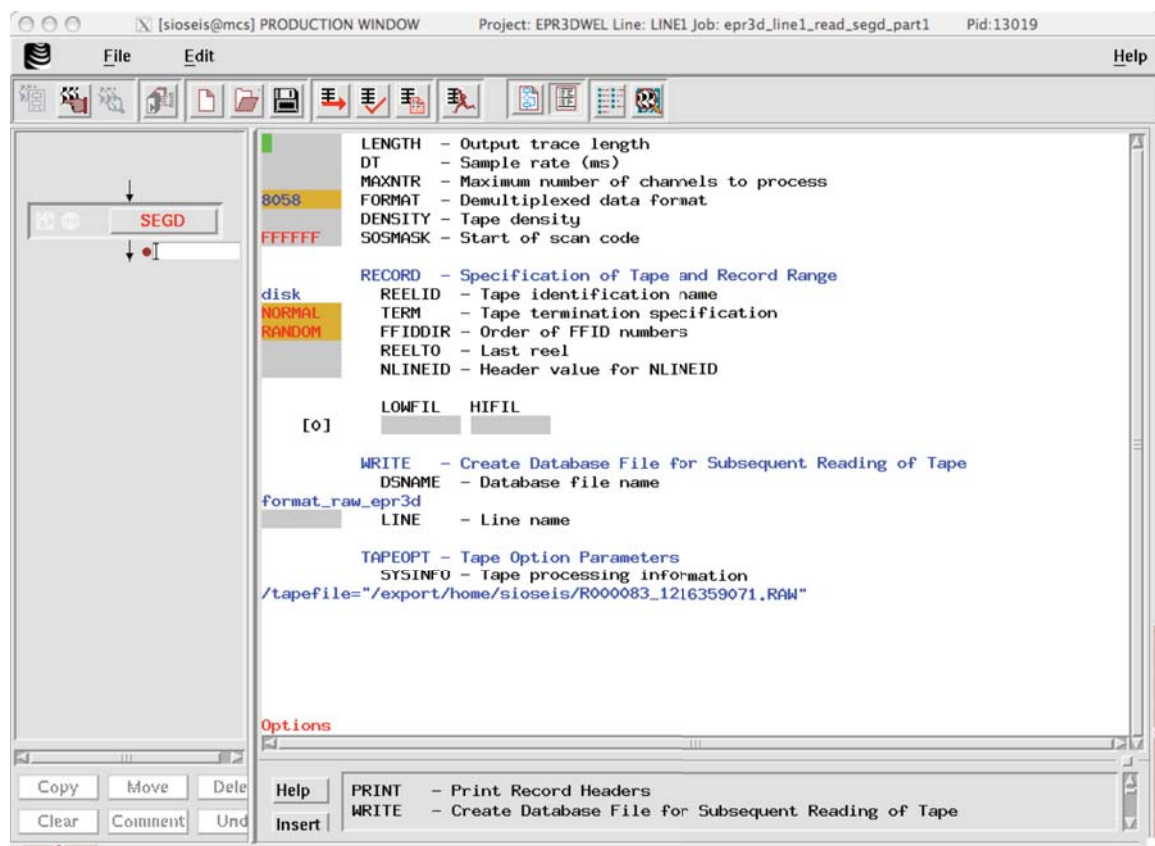 [sioseis@mcs] PRODUCTION WINDOW Project: EPR3DWEL Line: LINE1 Job: epr3d_line1_read_segd_part1 Pid:13019
File Edit Help
SEGD
LENGTH - Output trace length
DT - Sample rate (ms)
MAXNTR - Maximum number of channels to process
8058 FORMAT - Demultiplexed data format
DENSITY - Tape density
FFFFFF SOSMASK - Start of scan code
RECORD - Specification of Tape and Record Range
disk REELID - Tape identification name
NORMAL TERM - Tape termination specification
RANDOM FFIDDIR - Order of FFID numbers
REELTO - Last reel
NLINEID - Header value for NLINEID
LOWFIL HIFIL
[0]
WRITE - Create Database File for Subsequent Reading of Tape
DSNAME - Database file name
format_raw_epr3d
LINE - Line name
TAPEOPT - Tape Option Parameters
SYSINFO - Tape processing information
/tapefile="/export/home/sioseis/R000083_1216359071.RAW"
Options
Copy Move Dele
Clear Comment Und
Help
Insert
PRINT - Print Record Headers
WRITE - Create Database File for Subsequent Reading of Tape